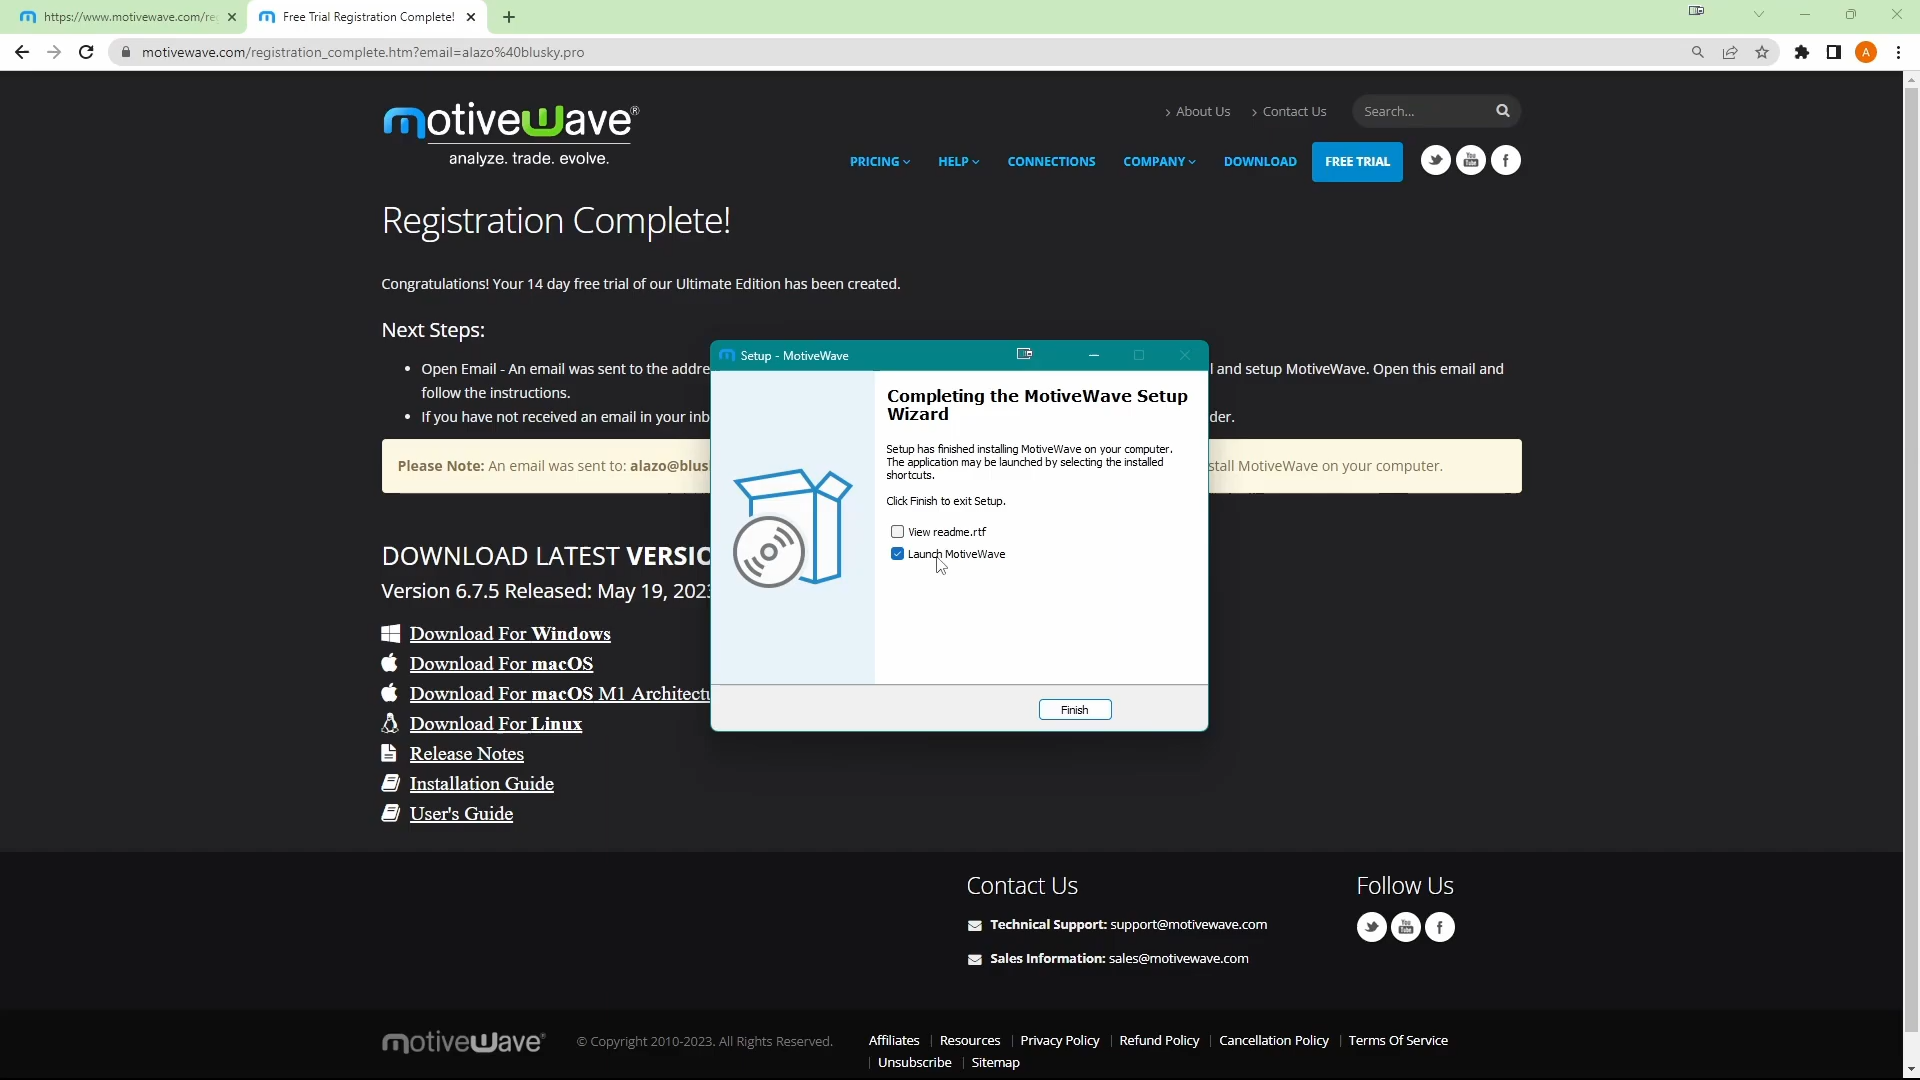 https://www.motivewave.com/re
Free Trial Registration Complete!
motivewave.com/registration_complete.htm?email=alazo%40blusky.pro
A
motivewave®
analyze. trade. evolve.
About Us
Contact Us
Search...
PRICING
HELP
CONNECTIONS
COMPANY
DOWNLOAD
FREE TRIAL
You Tube
f
Registration Complete!
Congratulations! Your 14 day free trial of our Ultimate Edition has been created.
Next Steps:
Open Email - An email was sent to the addre
l and setup MotiveWave. Open this email and
follow the instructions.
If you have not received an email in your inb
der.
Please Note: An email was sent to: alazo@blus
stall MotiveWave on your computer.
Setup - MotiveWave
Completing the MotiveWave Setup
Wizard
Setup has finished installing MotiveWave on your computer.
The application may be launched by selecting the installed
shortcuts.
Click Finish to exit Setup.
View readme.rtf
Launch MotiveWave
Finish
DOWNLOAD LATEST VERSIO
Version 6.7.5 Released: May 19, 2023
Download For Windows
Download For macOS
Download For macOS M1 Architectu
Download For Linux
Release Notes
Installation Guide
User's Guide
Contact Us
Technical Support: support@motivewave.com
Sales Information: sales@motivewave.com
Follow Us
You Tube
f
motivewave®
© Copyright 2010-2023. All Rights Reserved.
Affiliates | Resources | Privacy Policy | Refund Policy | Cancellation Policy | Terms Of Service
| Unsubscribe | Sitemap